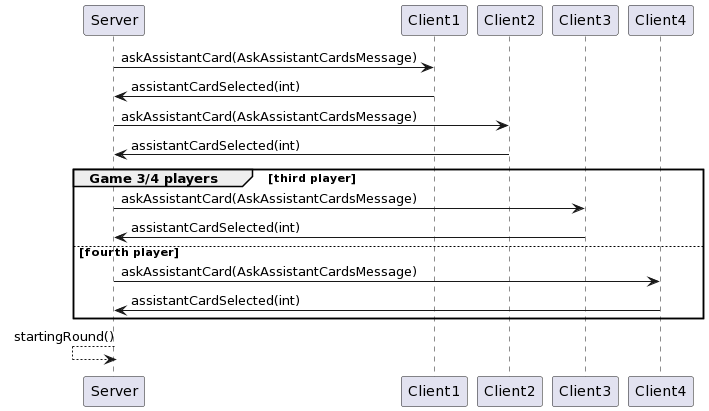 Server Client1 Client2 Client3 Client4
askAssistantCard(AskAssistantCardsMessage)
assistantCardSelected(int)
askAssistantCard(AskAssistantCardsMessage)
assistantCardSelected(int)
Game 3/4 players [third player]
askAssistantCard(AskAssistantCardsMessage)
assistantCardSelected(int)
[fourth player]
askAssistantCard(AskAssistantCardsMessage)
assistantCardSelected(int)
startingRound()
Server Client1 Client2 Client3 Client4